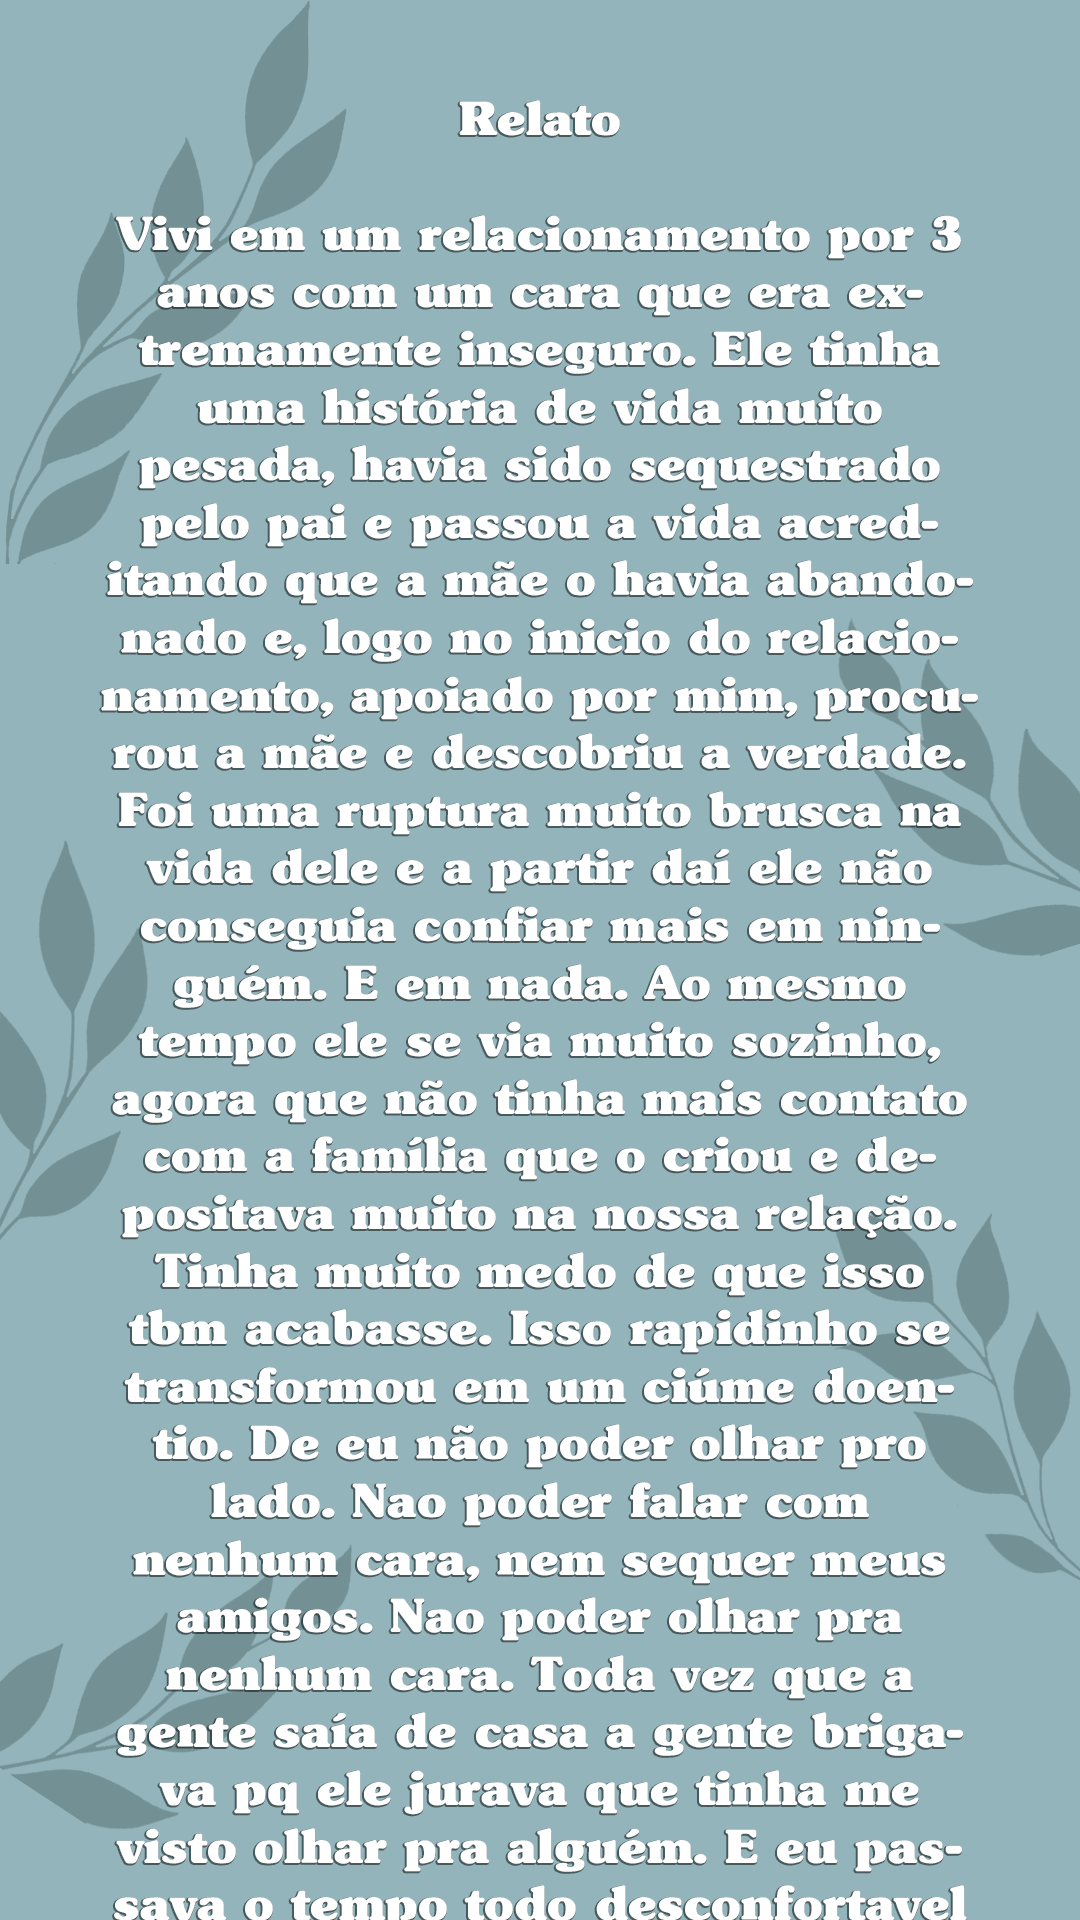 Relato
Vivi em um relacionamento por 3
anos com um cara que era ex-
tremamente inseguro. Ele tinha
uma história de vida muito
pesada, havia sido sequestrado
pelo pai e passou a vida acred-
itando que a mãe o havia abando-
nado e, logo no inicio do relacio-
namento, apoiado por mim, procu-
rou a mãe e descobriu a verdade.
Foi uma ruptura muito brusca na
vida dele e a partir daí ele não
conseguia confiar mais em nin-
guém. E em nada. Ao mesmo
tempo ele se via muito sozinho,
agora que não tinha mais contato
com a família que o criou e de-
positava muito na nossa relação.
Tinha muito medo de que isso
tbm acabasse. Isso rapidinho se
transformou em um ciúme doen-
tio. De eu não poder olhar pro
lado. Nao poder falar com
nenhum cara, nem sequer meus
amigos. Nao poder olhar pra
nenhum cara. Toda vez que a
gente saía de casa a gente briga-
va pq ele jurava que tinha me
visto olhar pra alguém. E eu pas-
sava o tempo todo desconfortavel